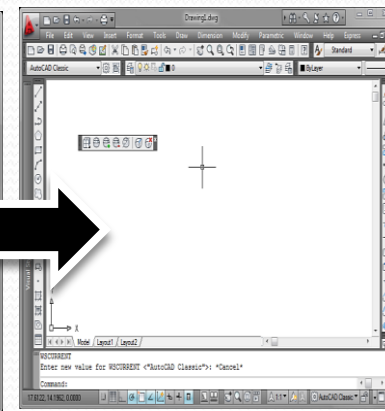 Drawing1.dwg
File Edit View Insert Format Tools Draw Dimension Modify Parametric Window Help Express
Standard
AutoCAD Classic 0 ByLayer
X
Model Layout1 Layout2
WSCURRENT
Enter new value for WSCURRENT <"AutoCAD Classic">: *Cancel*
Command:
AutoCAD Classic